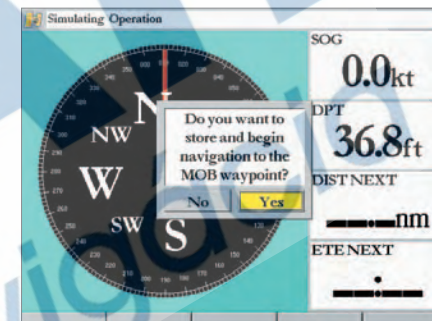 Simulating Operation
SOG
0.0kt
DPT
36.8ft
DIST NEXT
nm
ETE NEXT
N
NW
W
SW
S
Do you want to
store and begin
navigation to the
MOB waypoint?
No
Yes